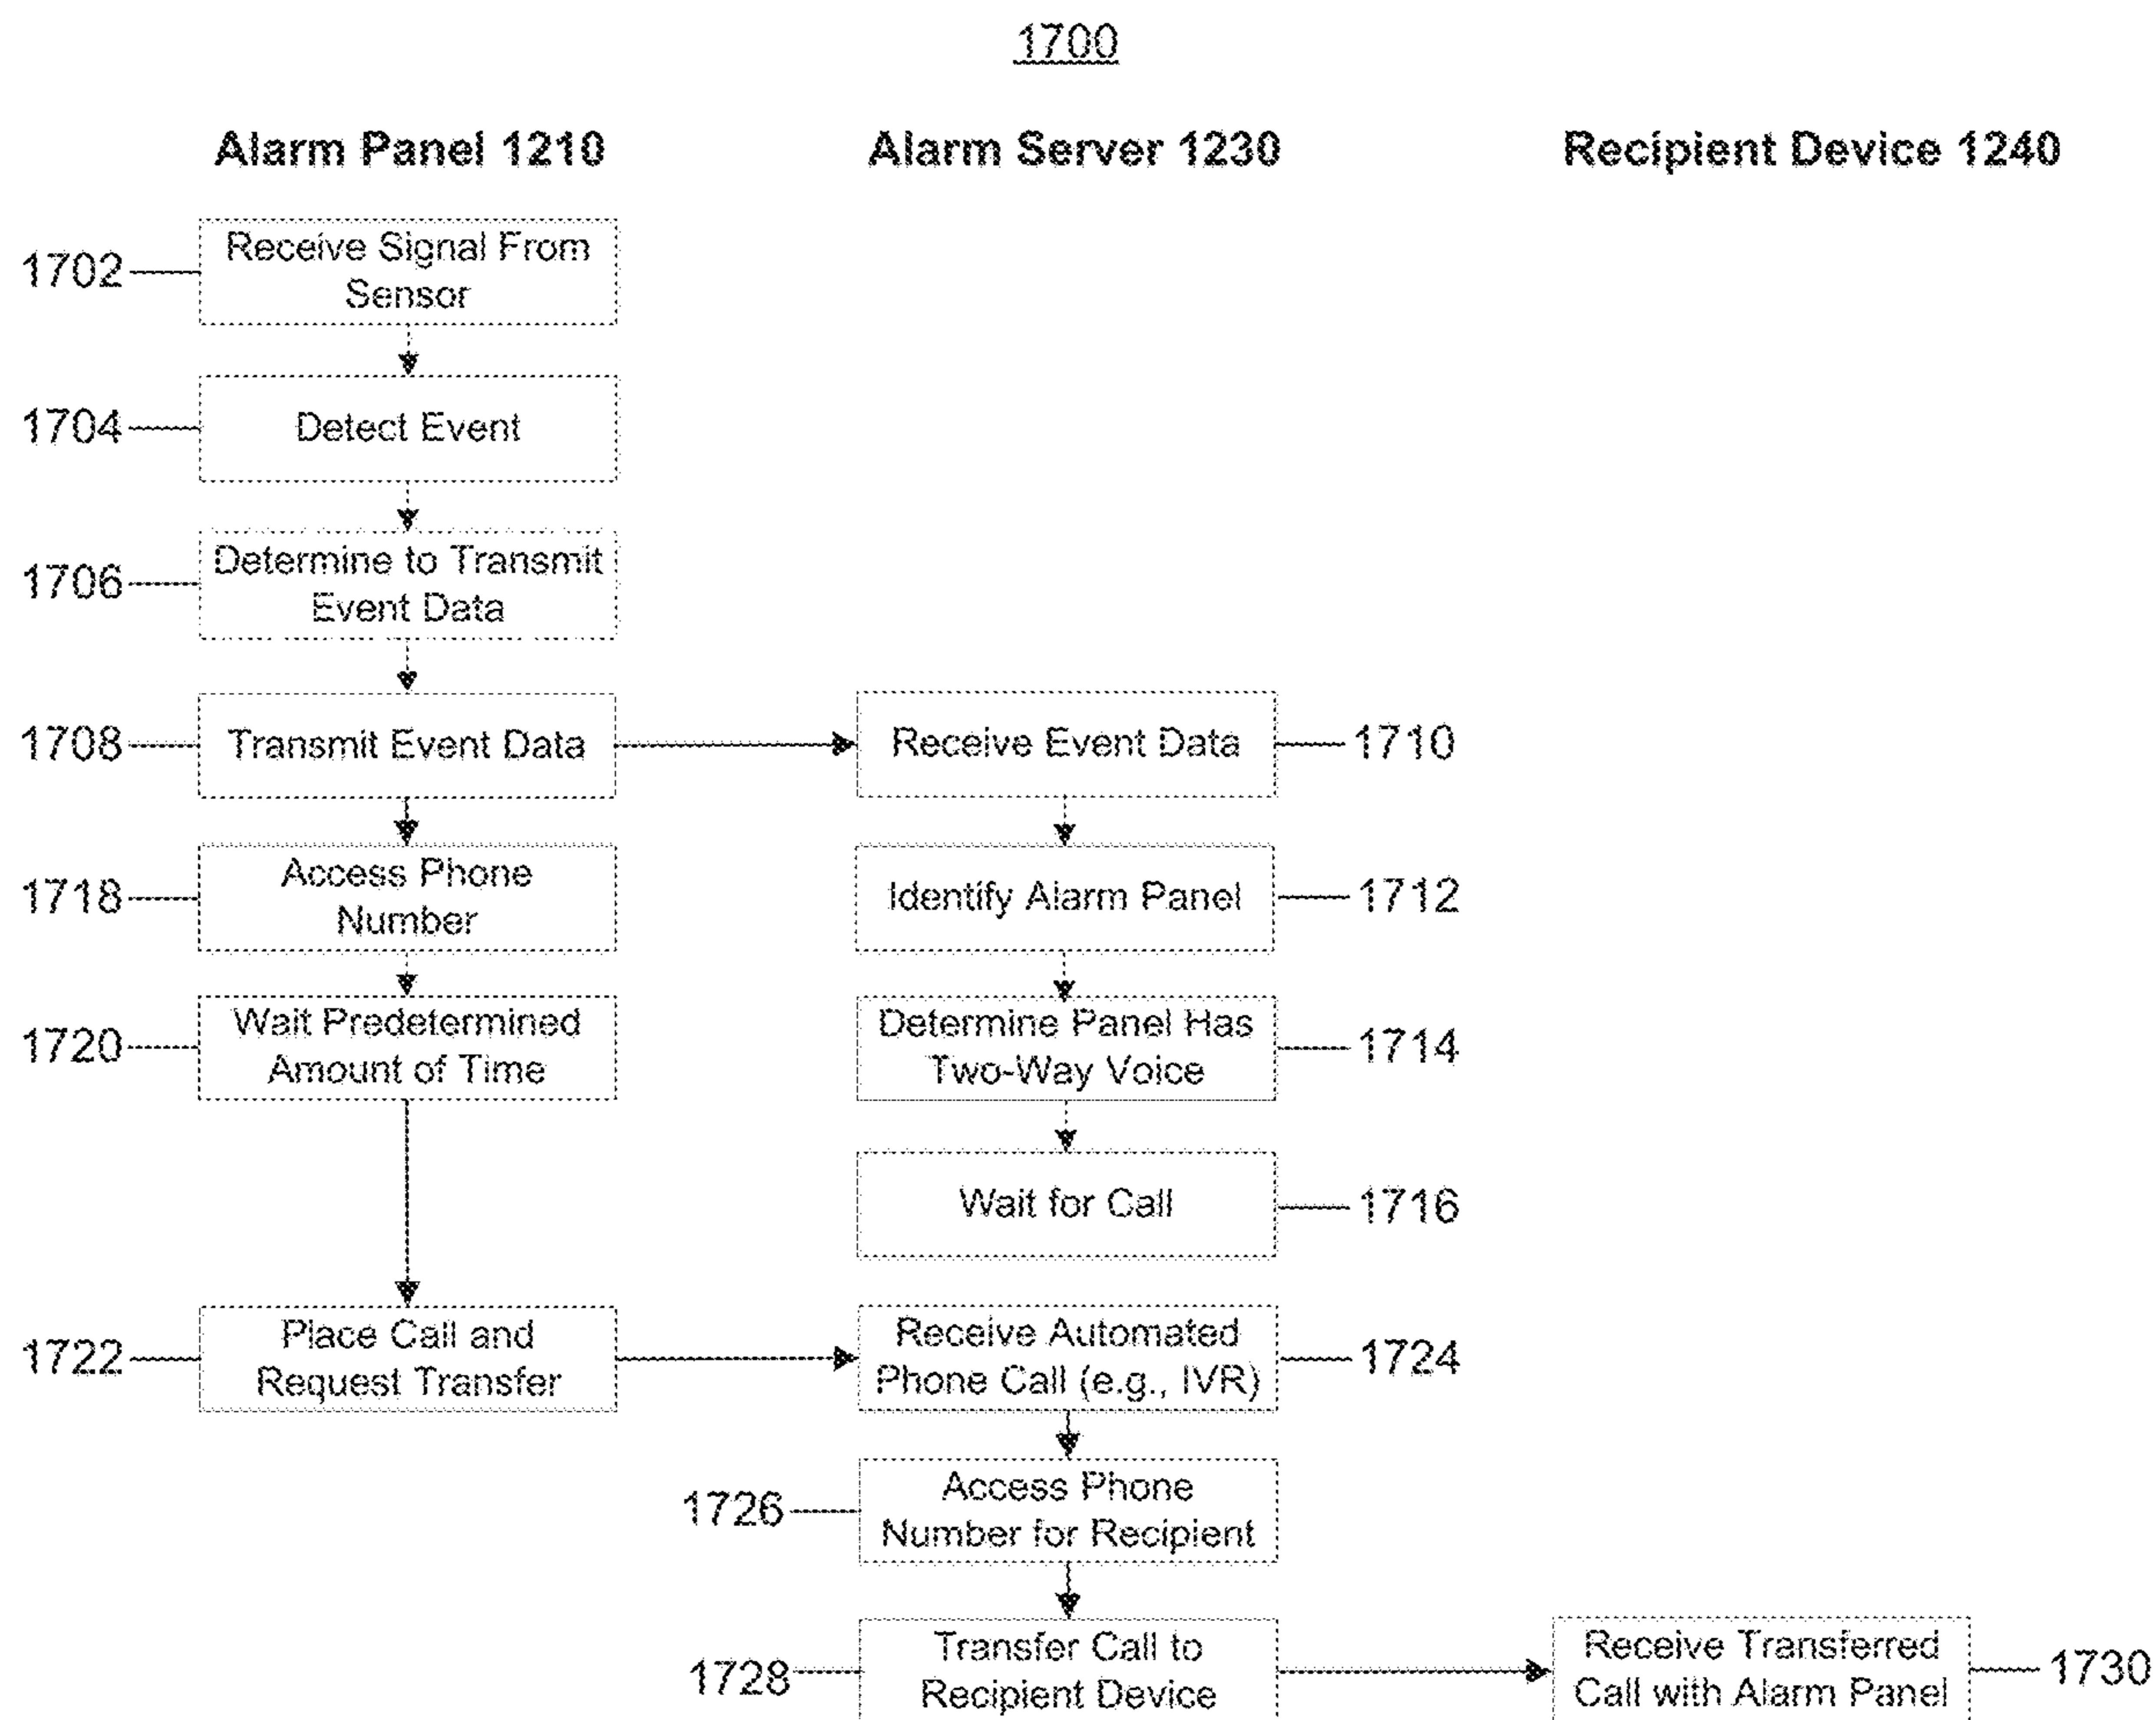 1700
Alarm Panel 1210
Alarm Server 1230
Recipient Device 1240
1702
Receive Signal From
Sensor
1704
Detect Event
1706
Determine to Transmit
Event Data
1708
Transmit Event Data
Receive Event Data
1710
1718
Access Phone
Number
Identify Alarm Panel
1712
1720
Wait Predetermined
Amount of Time
Determine Panel Has
Two-Way Voice
1714
Wait for Call
1716
1722
Place Call and
Request Transfer
Receive Automated
Phone Call (e.g., IVR)
1724
1726
Access Phone
Number for Recipient
1728
Transfer Call to
Recipient Device
Receive Transferred
Call with Alarm Panel
1730